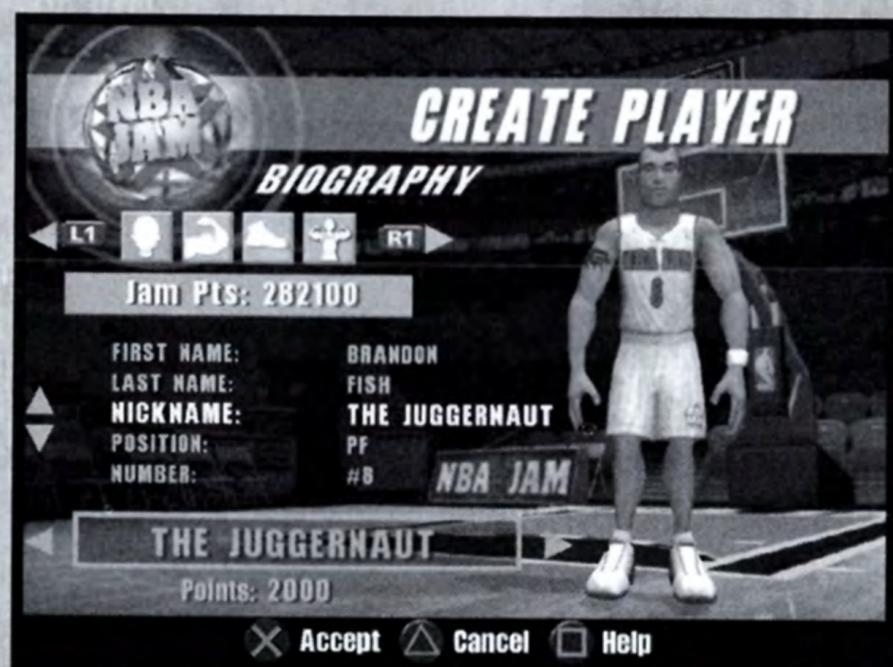 NBA
JAM
CREATE PLAYER
BIOGRAPHY
L1 R1
Jam Pts: 282100
FIRST NAME: BRANDON
LAST NAME: FISH
NICKNAME: THE JUGGERNAUT
POSITION: PF
NUMBER: #8
NBA JAM
THE JUGGERNAUT
Points: 2000
Accept Cancel Help